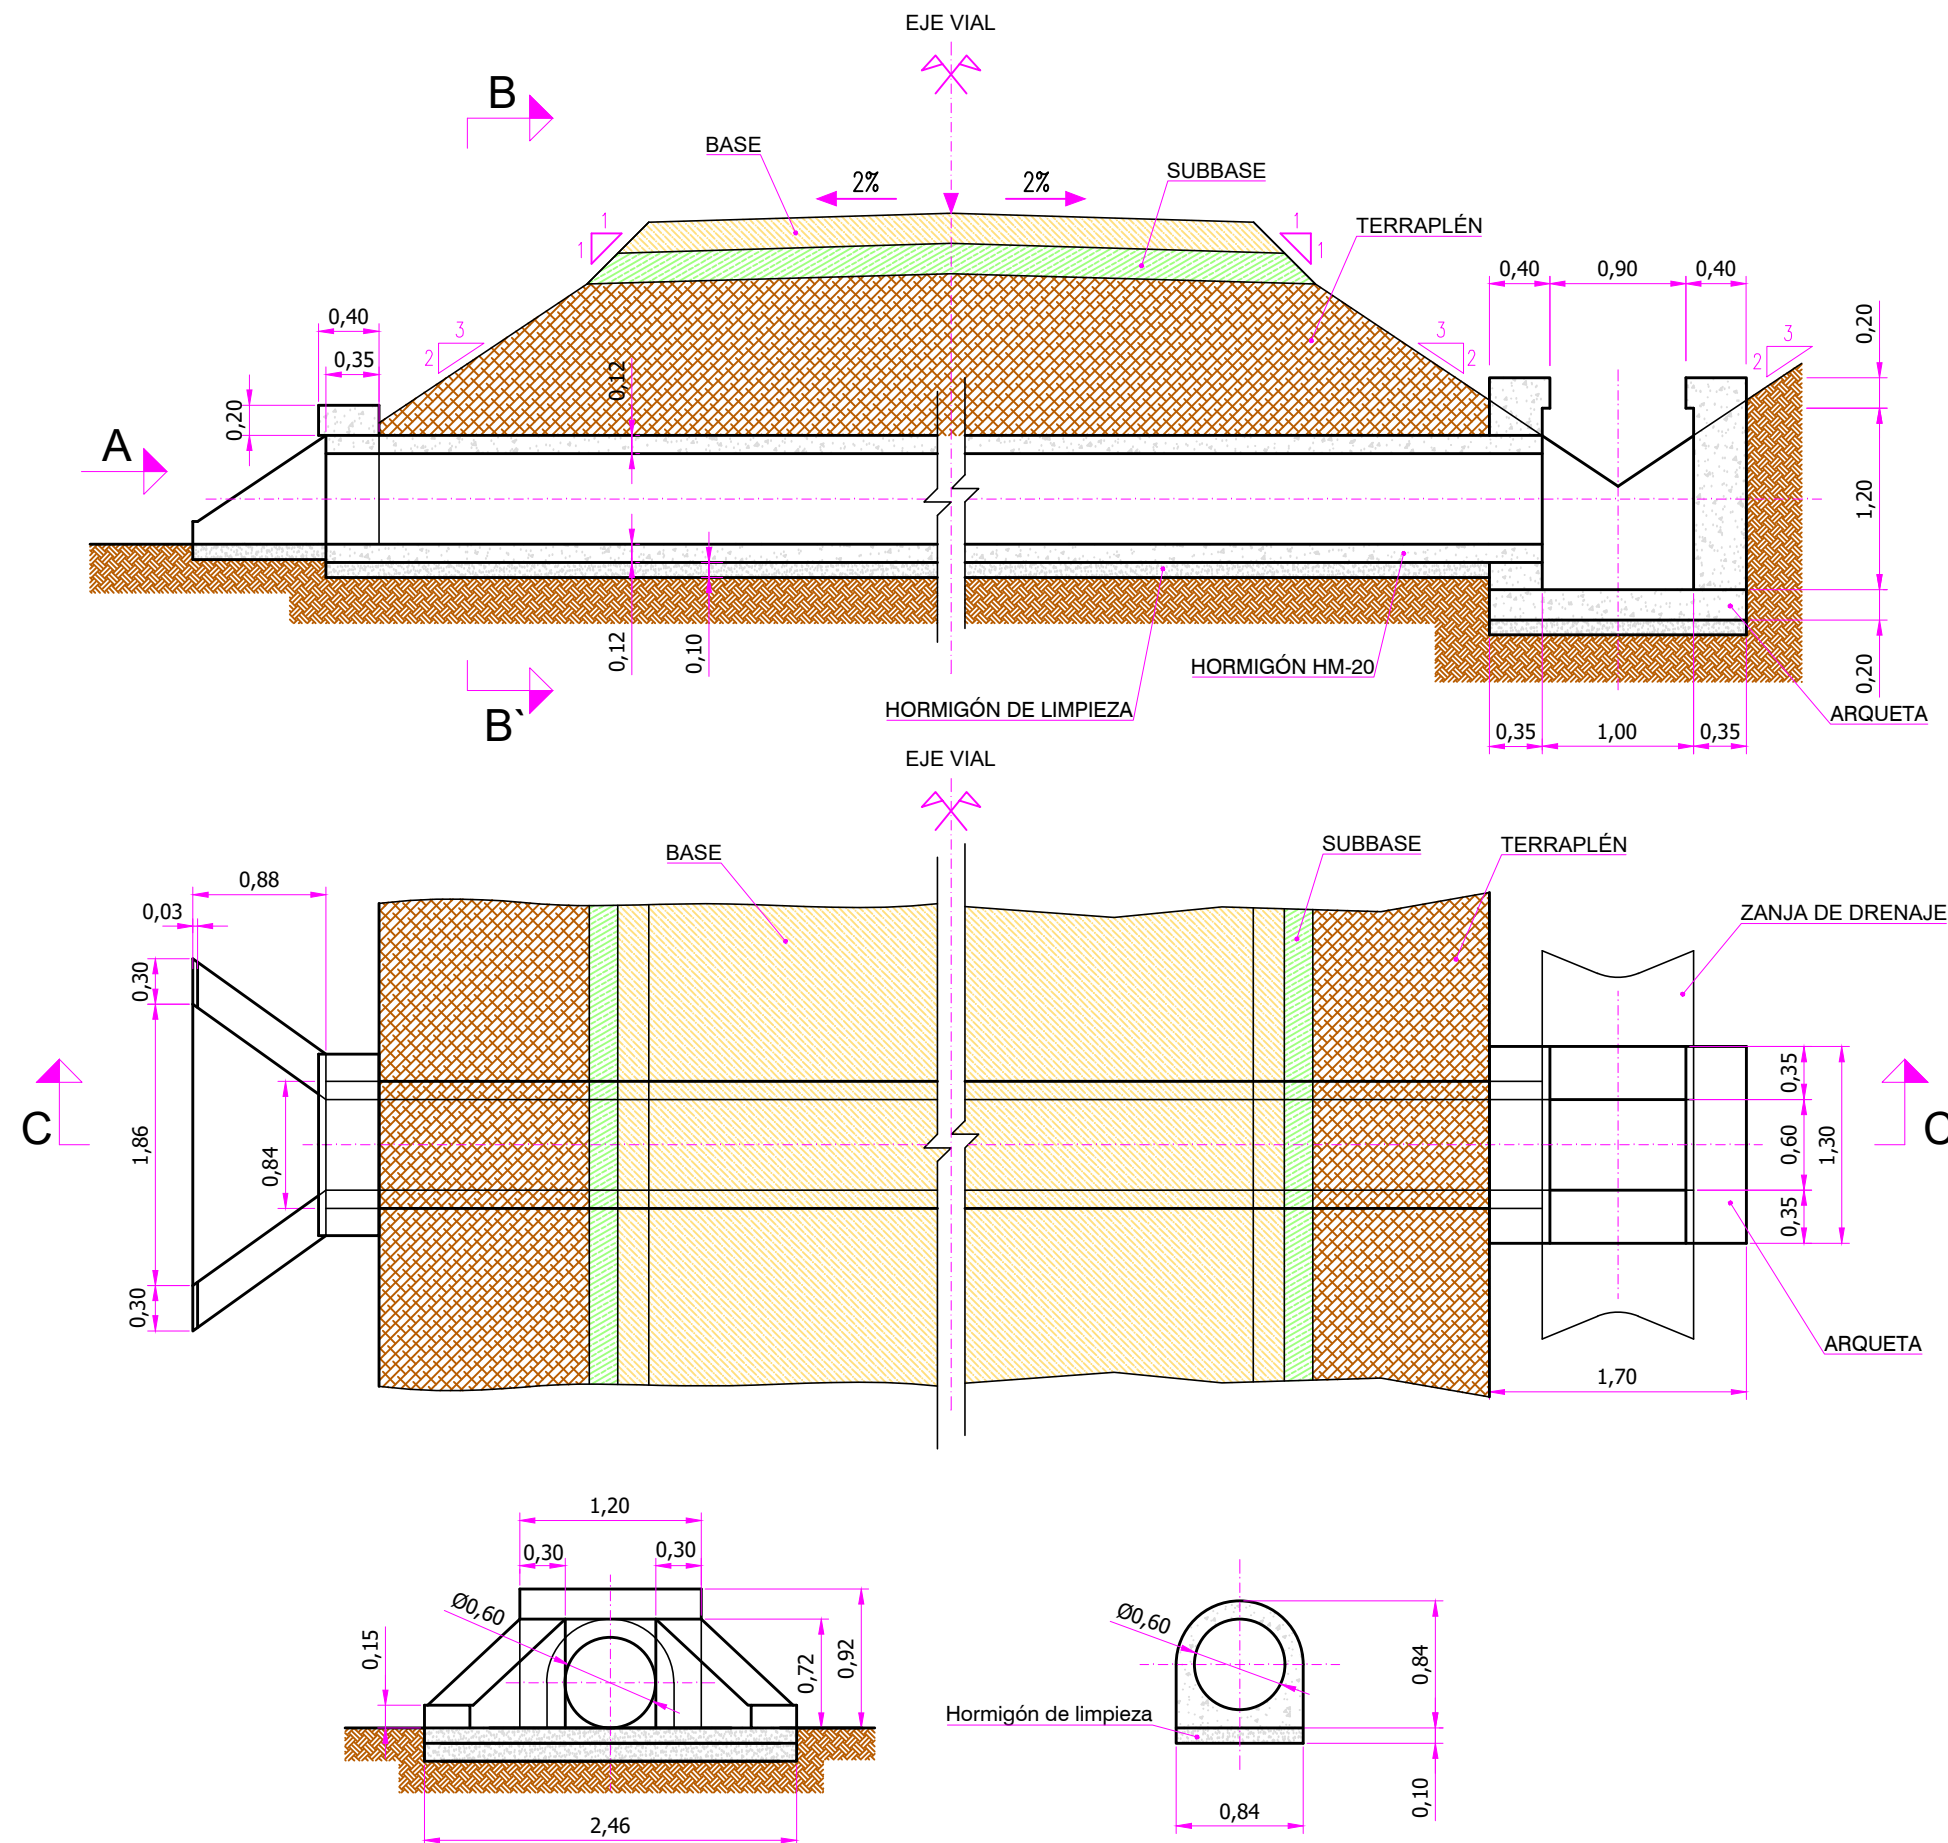 EJE VIAL
B
BASE
2%
2%
SUBBASE
1
1
1
1
TERRAPLÉN
0,40
0,90
0,40
0,20
0,40
0,35
0,20
3
2
0,12
3
2
3
2
A
1,20
0,12
0,10
0,20
HORMIGÓN HM-20
HORMIGÓN DE LIMPIEZA
B`
ARQUETA
0,35
1,00
0,35
EJE VIAL
BASE
SUBBASE
TERRAPLÉN
ZANJA DE DRENAJE
0,88
0,03
0,30
1,86
0,84
0,30
C
C
0,35
0,60
0,35
1,30
ARQUETA
1,70
1,20
0,30
0,30
Ø0,60
0,15
0,72
0,92
2,46
Ø0,60
0,84
Hormigón de limpieza
0,10
0,84